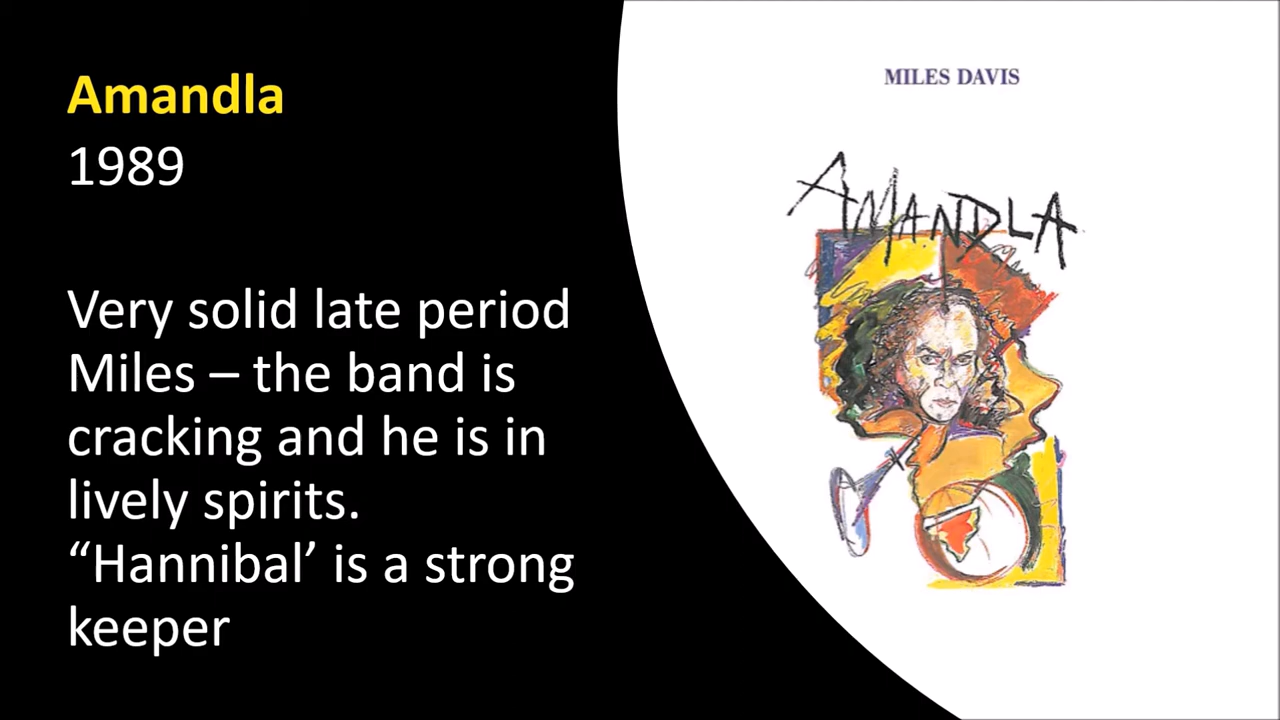 Amandla
1989
Very solid late period
Miles – the band is
cracking and he is in
lively spirits.
“Hannibal’ is a strong
keeper
MILES DAVIS
AMANDLA